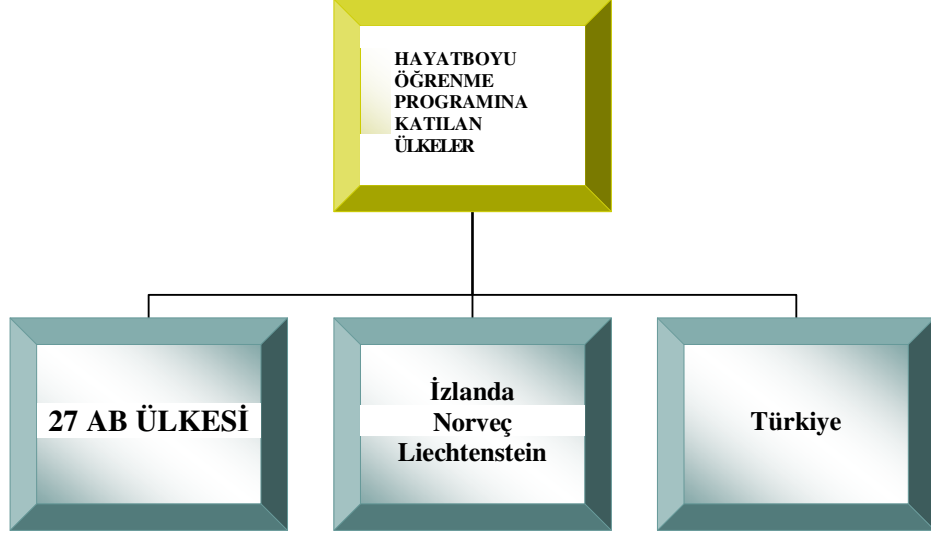 HAYATBOYU
ÖĞRENME
PROGRAMINA
KATILAN
ÜLKELER
27 AB ÜLKESİ
İzlanda
Norveç
Liechtenstein
Türkiye